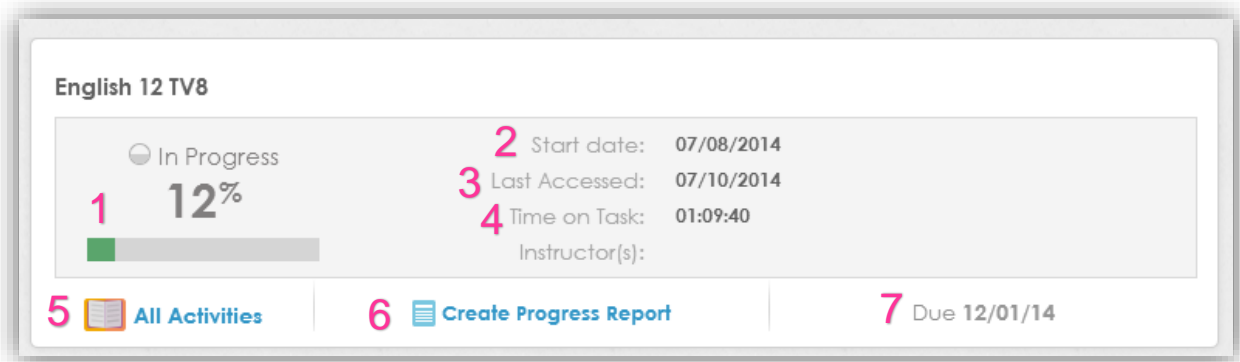 English 12 TV8
In Progress
1 12%
2 Start date: 07/08/2014
3 Last Accessed: 07/10/2014
4 Time on Task: 01:09:40
Instructor(s):
5 All Activities
6 Create Progress Report
7 Due 12/01/14